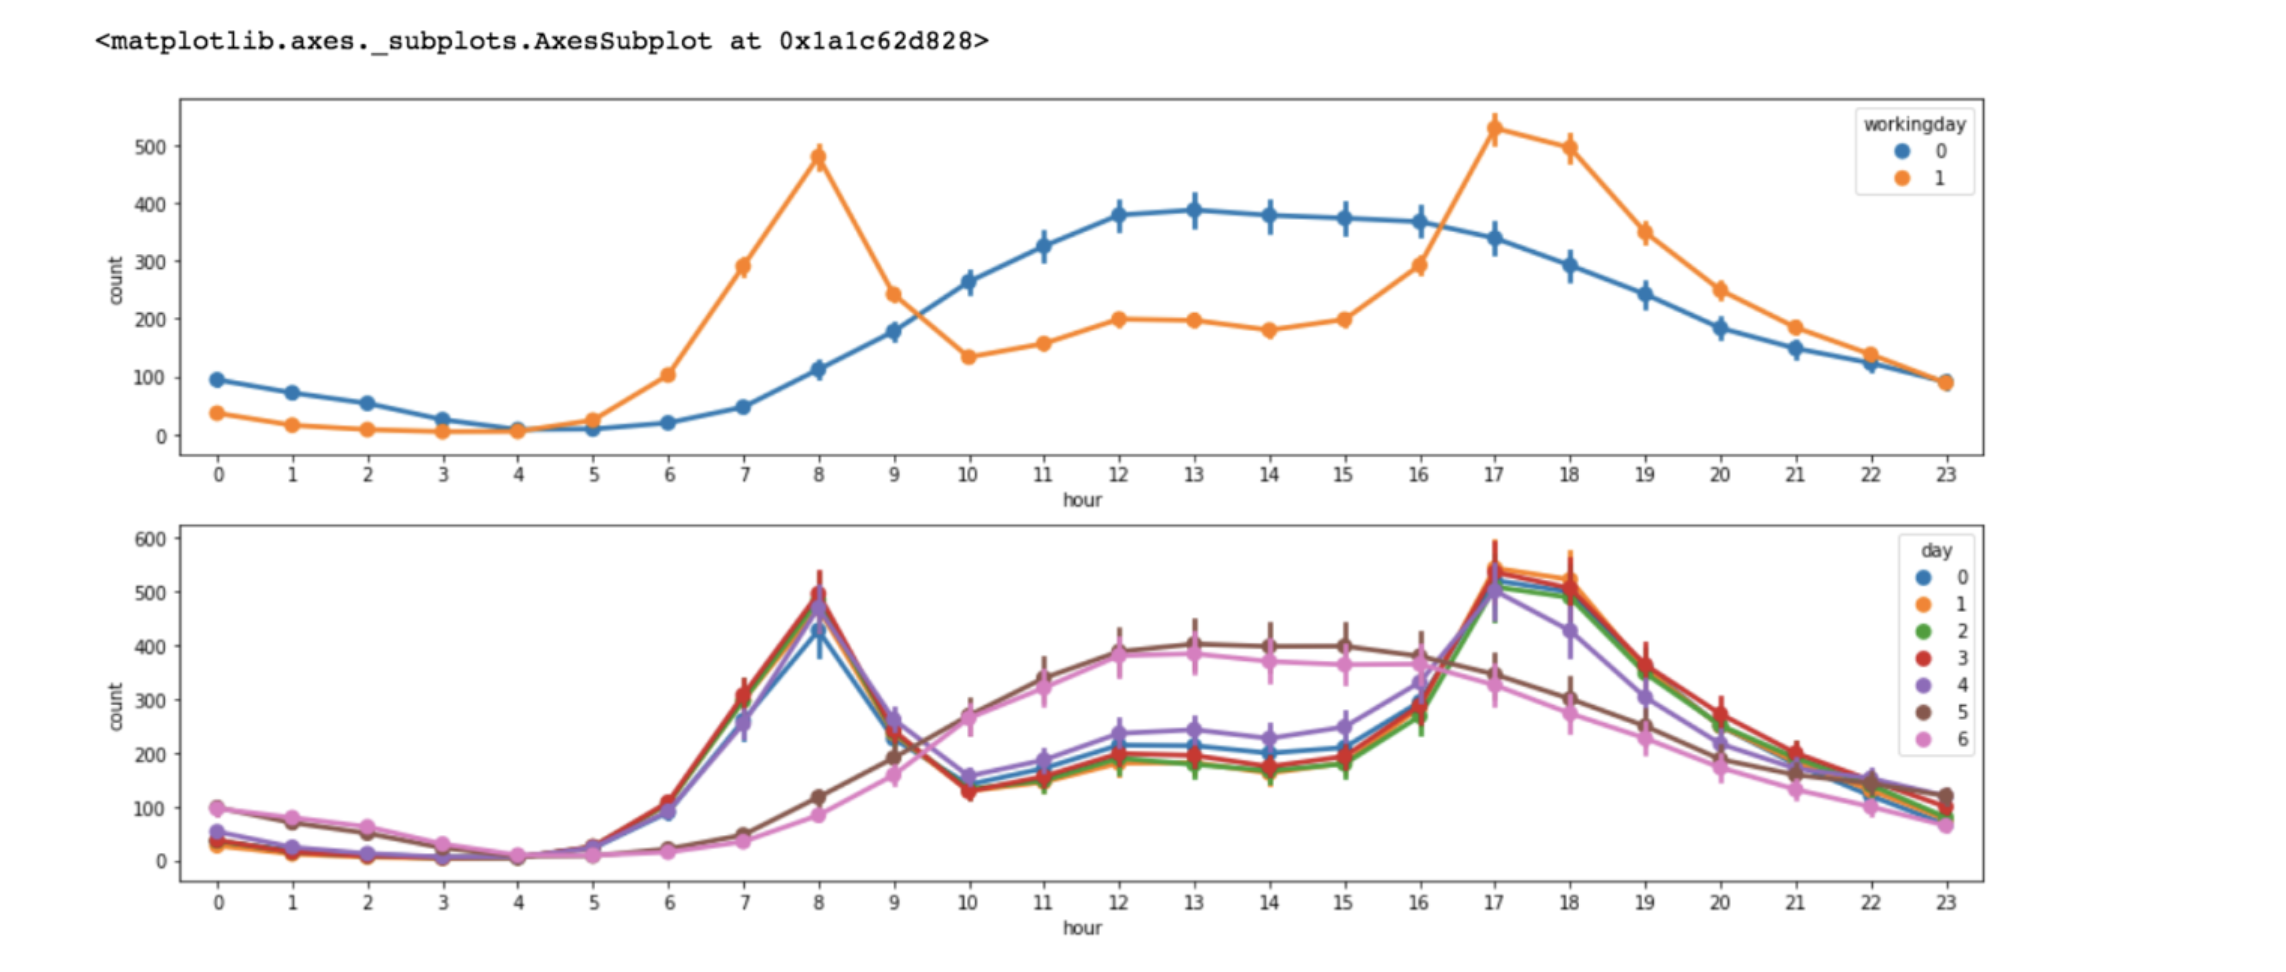 <matplotlib.axes._subplots.AxesSubplot at 0x1a1c62d828>
500
400
300
200
100
0
count
workingday
0
1
0 1 2 3 4 5 6 7 8 9 10 11 12 13 14 15 16 17 18 19 20 21 22 23
hour
600
500
400
300
200
100
0
count
day
0
1
2
3
4
5
6
0 1 2 3 4 5 6 7 8 9 10 11 12 13 14 15 16 17 18 19 20 21 22 23
hour